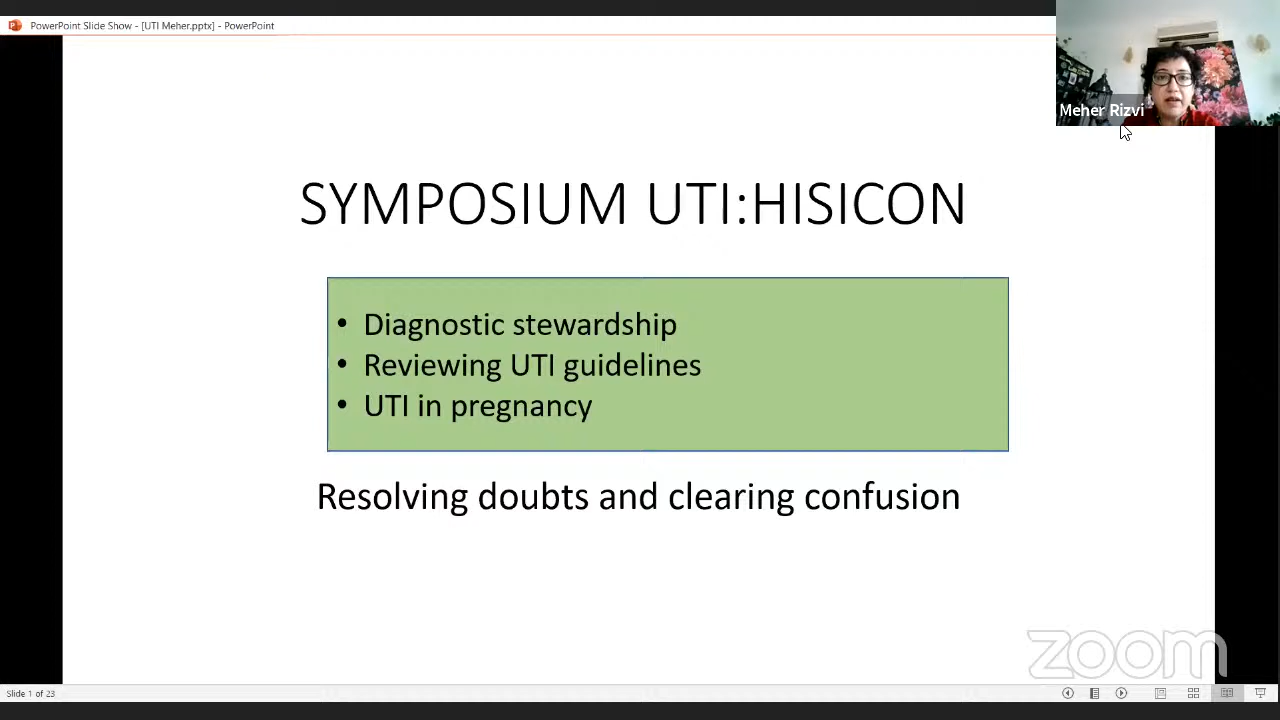 PowerPoint Slide Show - [UTI Meher.pptx] - PowerPoint
Meher Rizvi
SYMPOSIUM UTI:HISICON
• Diagnostic stewardship
• Reviewing UTI guidelines
• UTI in pregnancy
Resolving doubts and clearing confusion
zoom
Slide 1 of 23